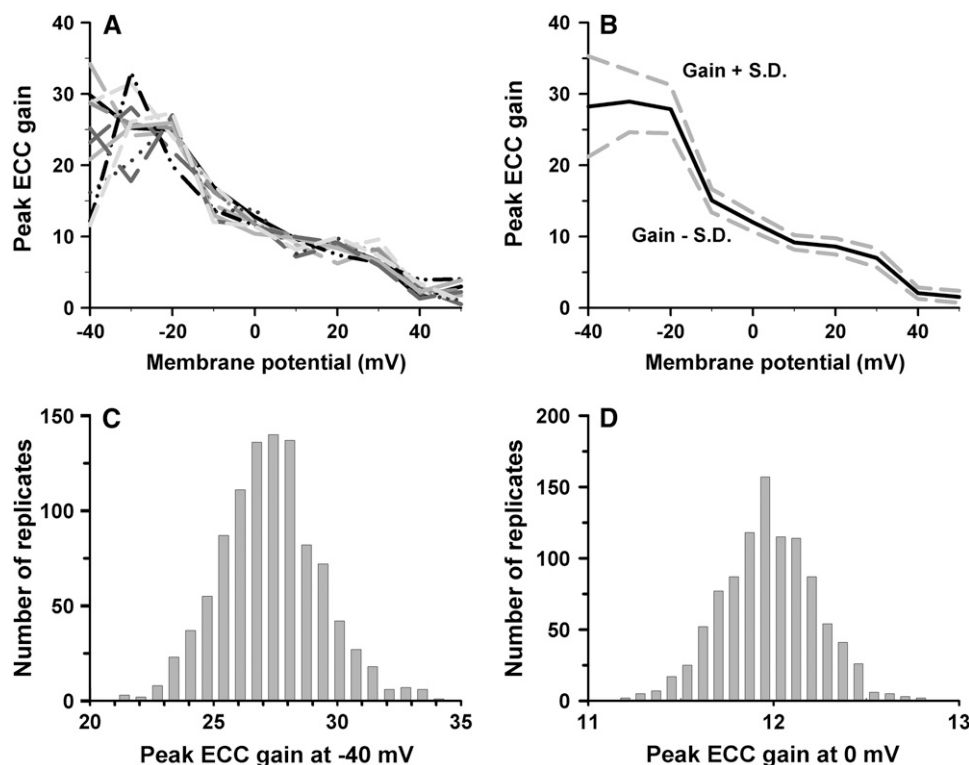 A
40
30
20
10
0
-40
-20
0
20
40
Peak ECC gain
Membrane potential (mV)
B
40
30
20
10
0
-40
-20
0
20
40
Peak ECC gain
Membrane potential (mV)
Gain + S.D.
Gain - S.D.
C
150
100
50
0
20
25
30
35
Number of replicates
Peak ECC gain at -40 mV
D
200
150
100
50
0
11
12
13
Number of replicates
Peak ECC gain at 0 mV